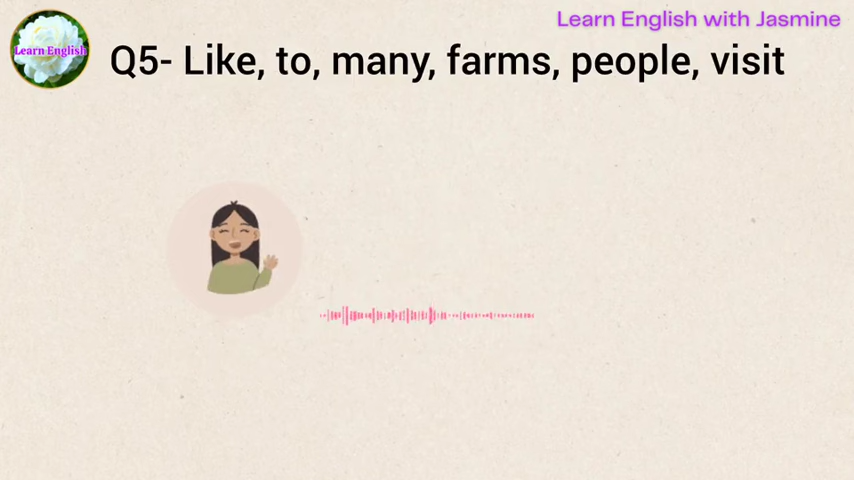 Learn English with Jasmine
Learn English
Q5- Like, to, many, farms, people, visit